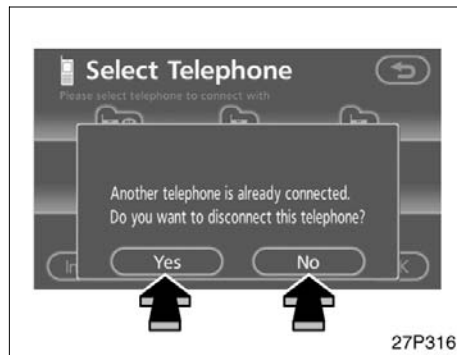 Select Telephone
Please select telephone to connect with
Another telephone is already connected.
Do you want to disconnect this telephone?
Yes No
27P316